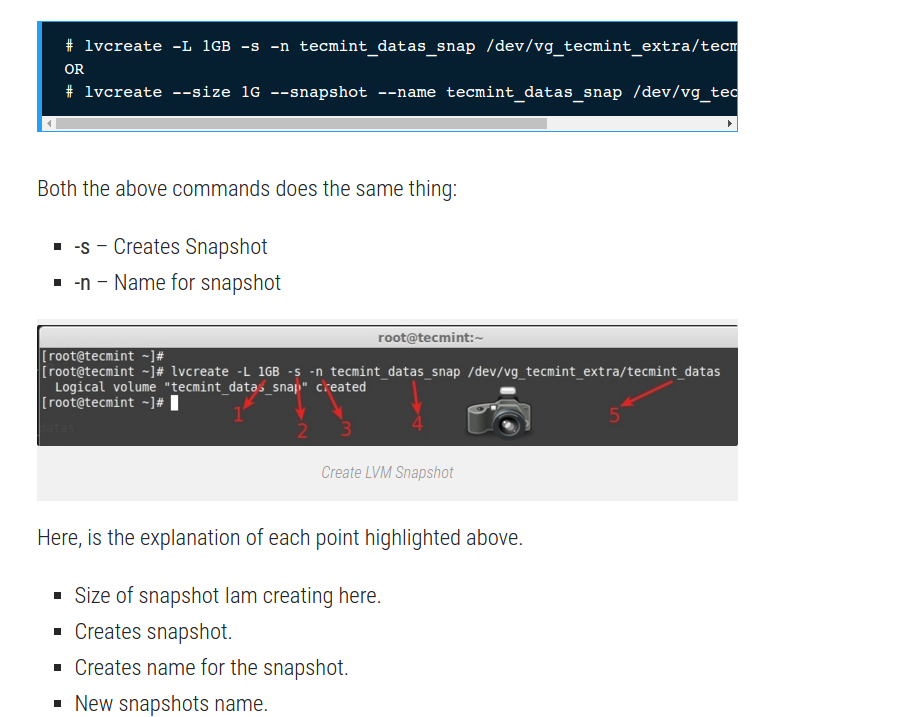 # lvcreate -L 1GB -s -n tecmint_datas_snap /dev/vg_tecmint_extra/tecm
OR
# lvcreate --size 1G --snapshot --name tecmint_datas_snap /dev/vg_tec
Both the above commands does the same thing:
-s – Creates Snapshot
-n – Name for snapshot
root@tecmint:~
[root@tecmint ~]#
[root@tecmint ~]# lvcreate -L 1GB -s -n tecmint_datas_snap /dev/vg_tecmint_extra/tecmint_datas
Logical volume "tecmint_datas_snap" created
[root@tecmint ~]#
1 2 3 4 5
Create LVM Snapshot
Here, is the explanation of each point highlighted above.
Size of snapshot Iam creating here.
Creates snapshot.
Creates name for the snapshot.
New snapshots name.